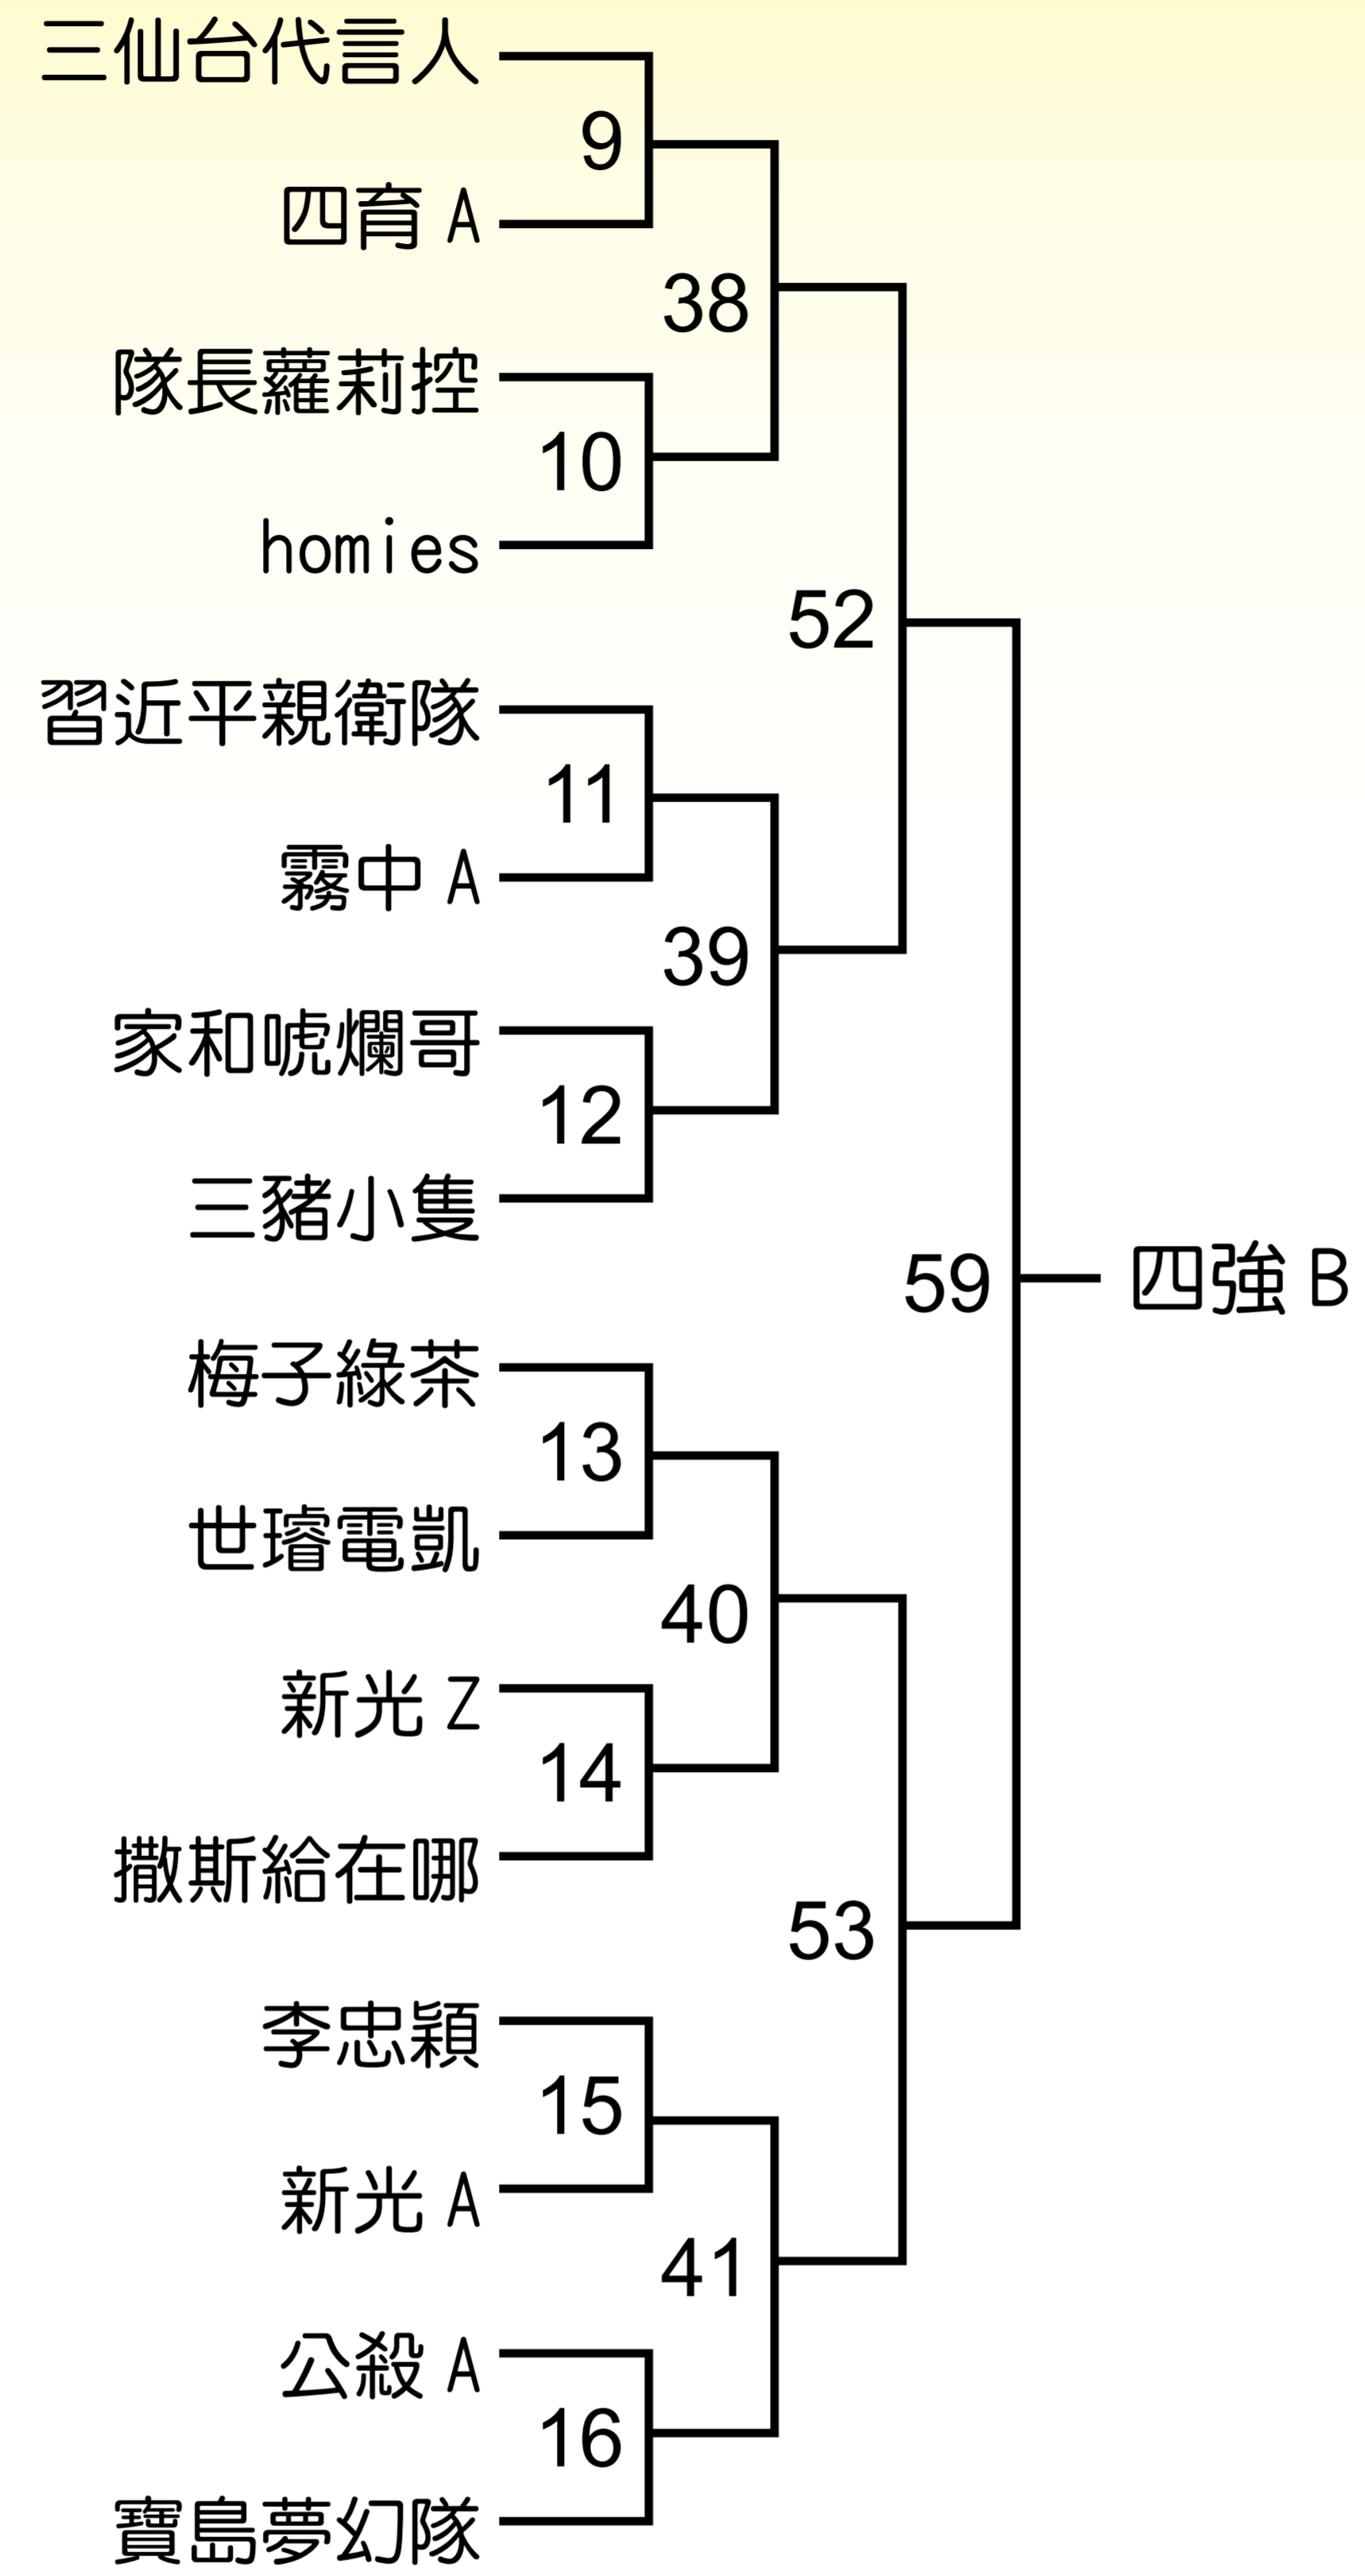 三仙台代言人
9
四育 A
38
隊長蘿莉控
10
homies
52
習近平親衛隊
11
霧中 A
39
家和唬爛哥
12
三豬小隻
59
四強 B
梅子綠茶
13
世璿電凱
40
新光 Z
14
撒斯給在哪
53
李忠穎
15
新光 A
41
公殺 A
16
寶島夢幻隊